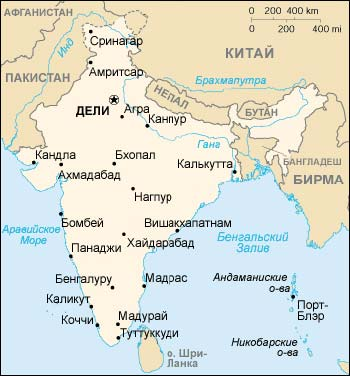 АФГАНИСТАН
0 200 400 km
0 200 400 mi
Сринагар
Инд
КИТАЙ
Амритсар
ПАКИСТАН
Брахмапутра
НЕПАЛ
ДЕЛИ
Агра
Канпур
БУТАН
Ганг
Кандла
Бхопал
Калькутта
БАНГЛАДЕШ
Ахмадабад
БИРМА
Нагпур
Бомбей
Вишакхапатнам
Аравийское
Море
Хайдарабад
Бенгальский
Залив
Панаджи
Андаманиские
о-ва
Бенгалуру
Мадрас
Каликут
Порт-
Блэр
Коччи
Мадурай
Туттуккуди
Никобарские
о-ва
о. Шри-
Ланка